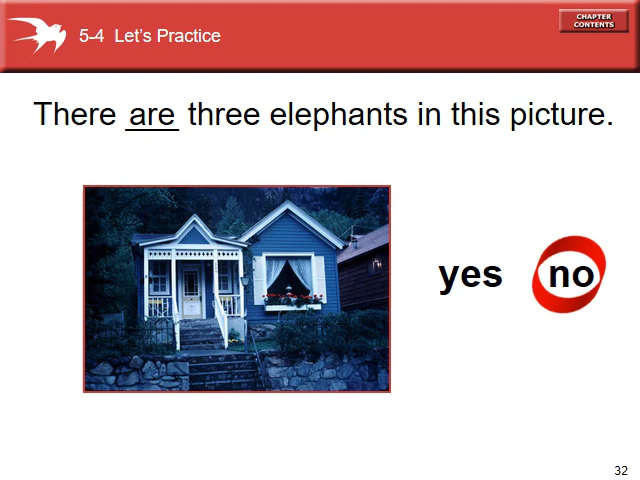 5-4 Let's Practice
CHAPTER
CONTENTS
There are three elephants in this picture.
yes no
32